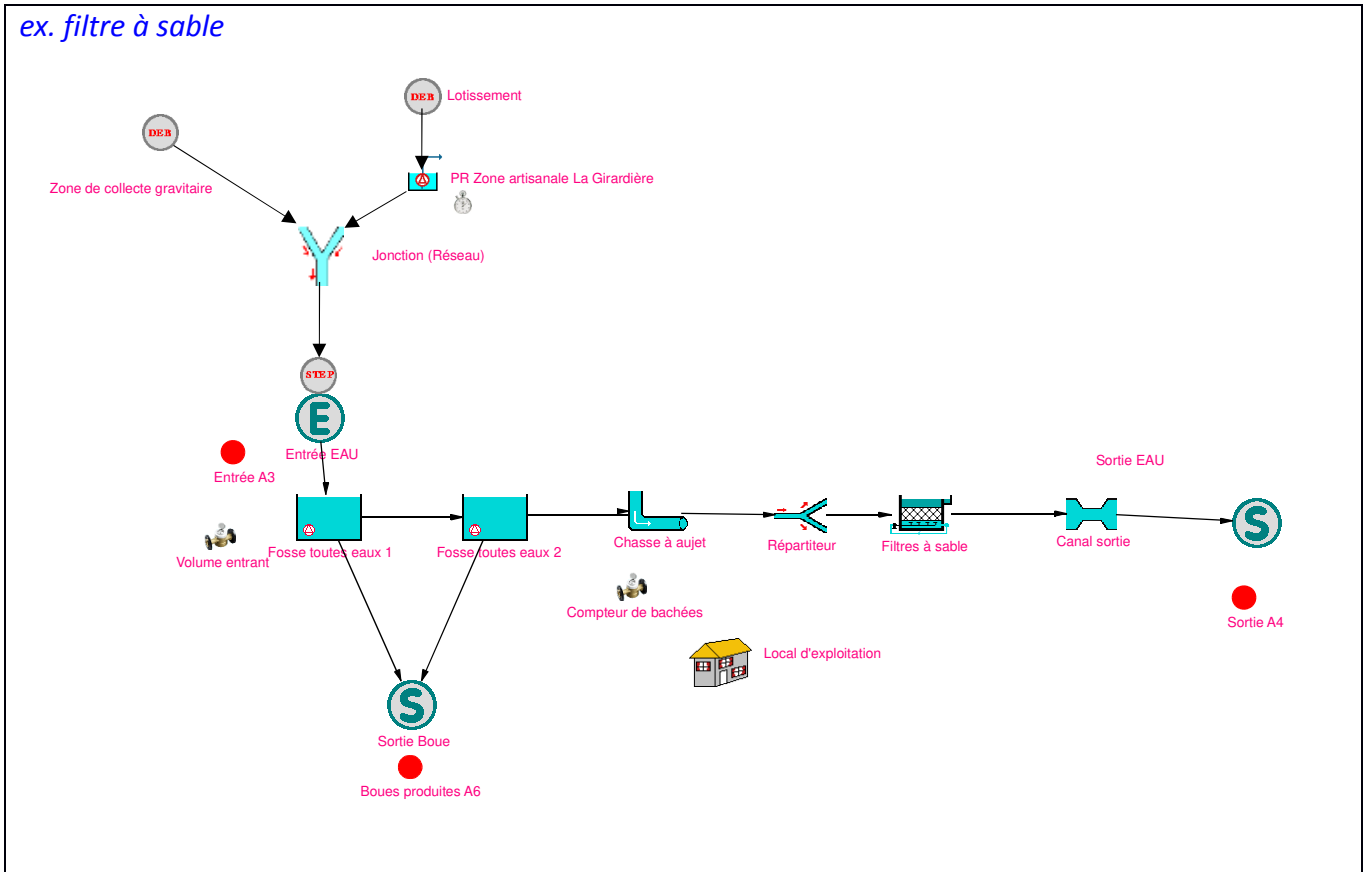 ex. filtre à sable
DEB
Lotissement
DEB
PR Zone artisanale La Girardière
Zone de collecte gravitaire
Jonction (Réseau)
STEP
E
Entrée EAU
Entrée A3
Sortie EAU
S
Volume entrant
Fosse toutes eaux 1
Fosse toutes eaux 2
Chasse à aujet
Répartiteur
Filtres à sable
Canal sortie
Compteur de bachées
Sortie A4
Local d'exploitation
S
Sortie Boue
Boues produites A6